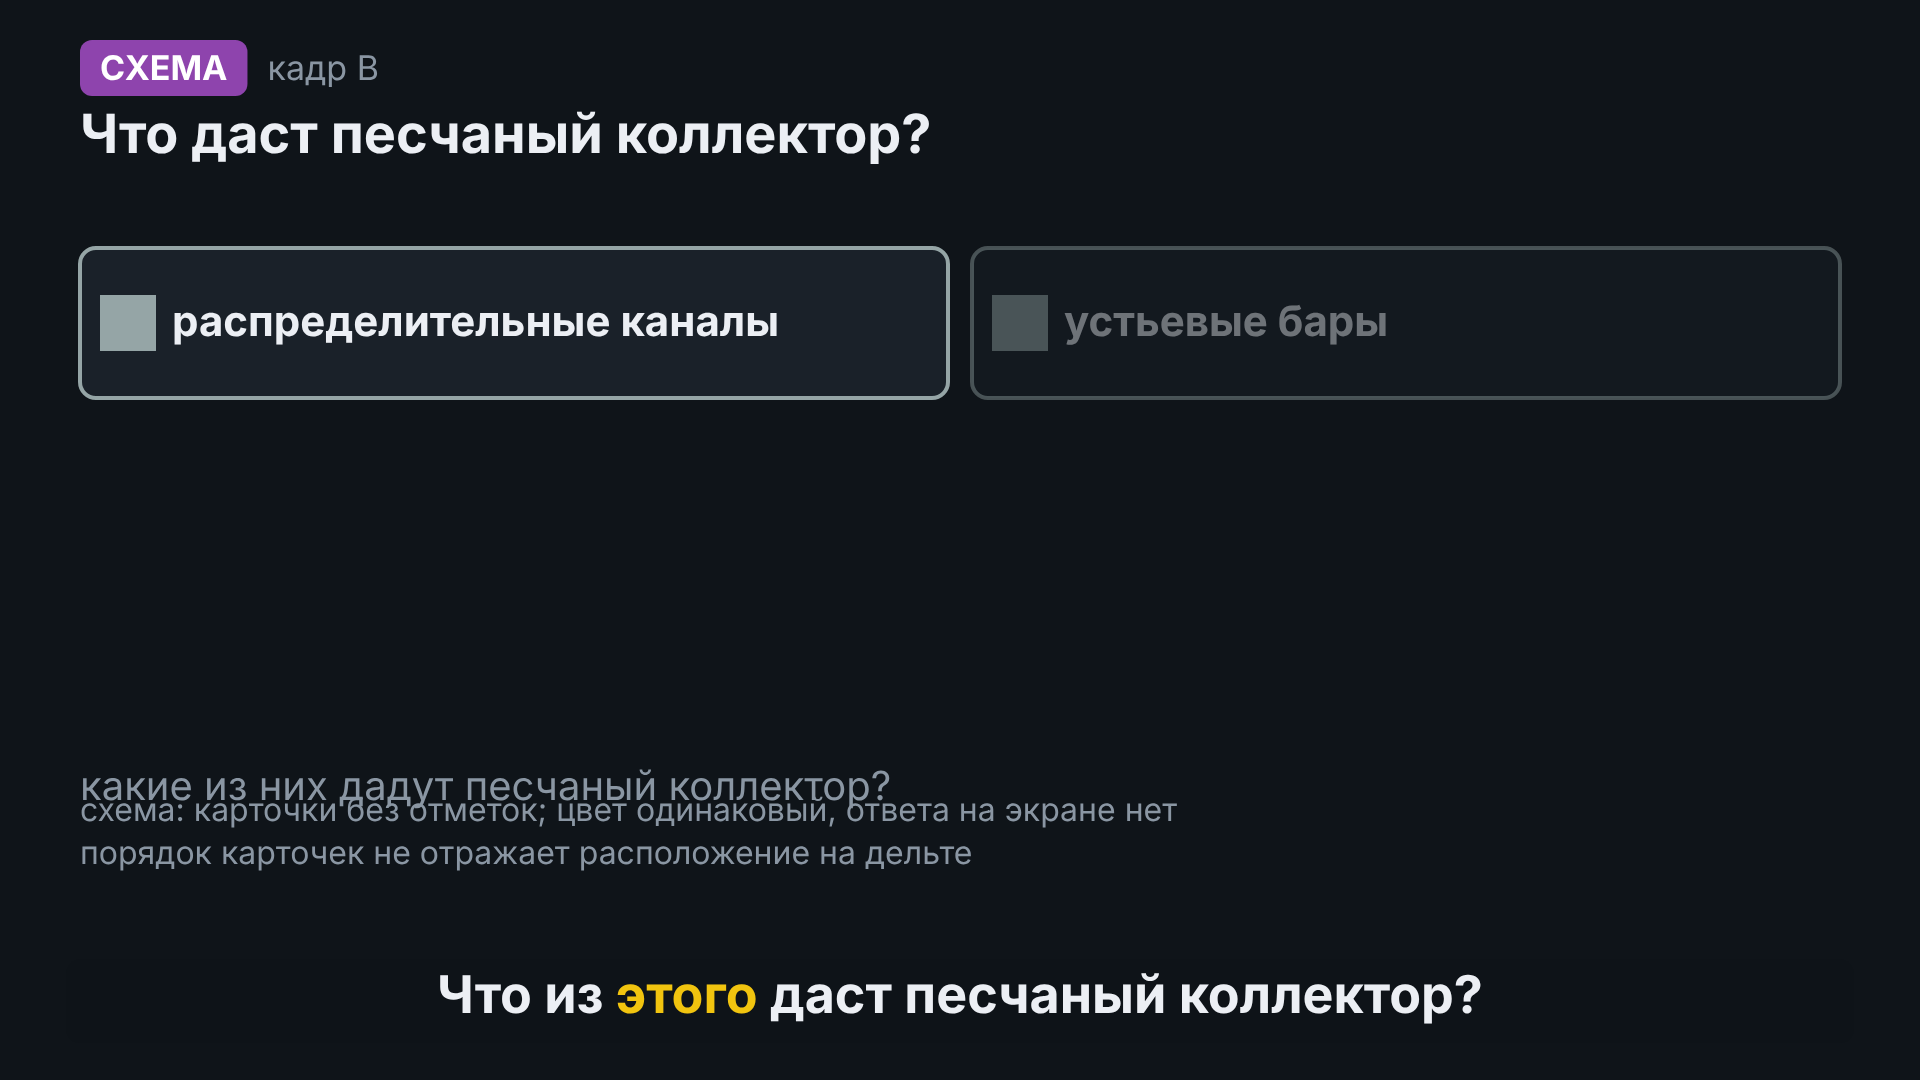 СХЕМА кадр В
Что даст песчаный коллектор?
распределительные каналы
устьевые бары
какие из них дадут песчаный коллектор?
схема: карточки без отметок; цвет одинаковый, ответа на экране нет
порядок карточек не отражает расположение на дельте
Что из этого даст песчаный коллектор?